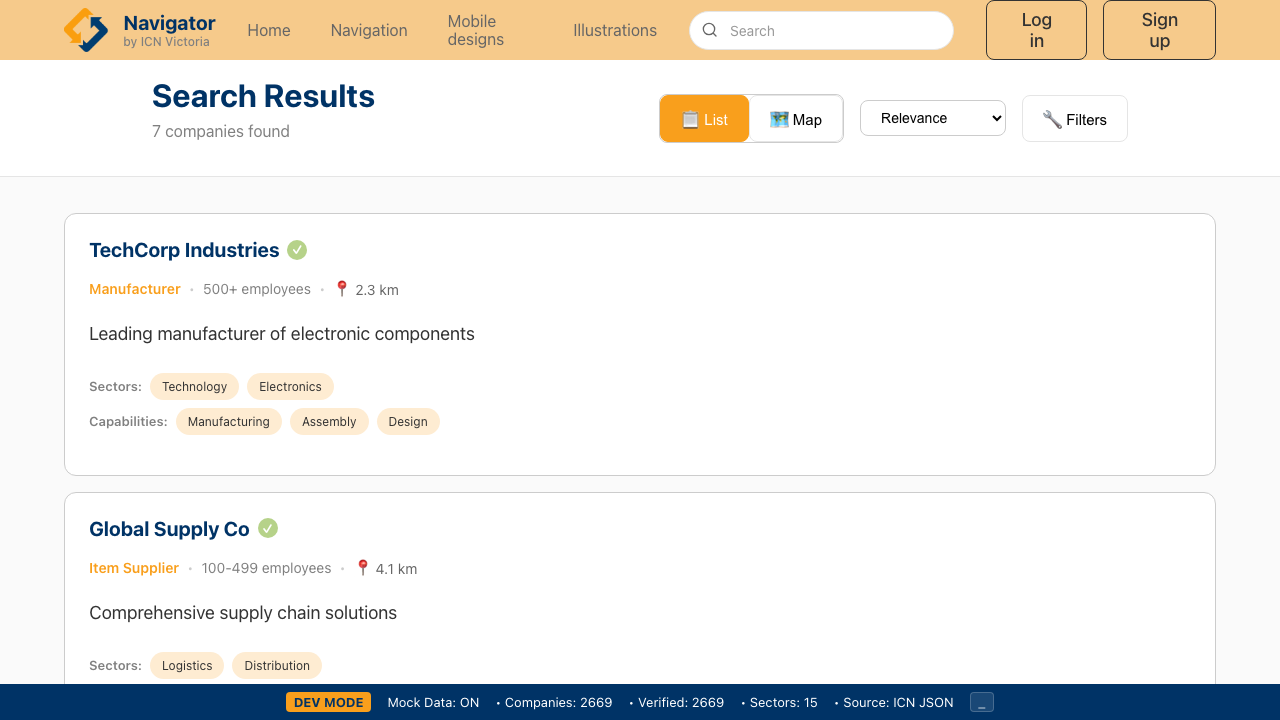 Navigator
by ICN Victoria
Home
Navigation
Mobile
designs
Illustrations
Search
Log
in
Sign
up
Search Results
7 companies found
List
Map
Relevance
Filters
TechCorp Industries
Manufacturer • 500+ employees • 2.3 km
Leading manufacturer of electronic components
Sectors: Technology Electronics
Capabilities: Manufacturing Assembly Design
Global Supply Co
Item Supplier • 100-499 employees • 4.1 km
Comprehensive supply chain solutions
Sectors: Logistics Distribution
DEV MODE Mock Data: ON • Companies: 2669 • Verified: 2669 • Sectors: 15 • Source: ICN JSON _